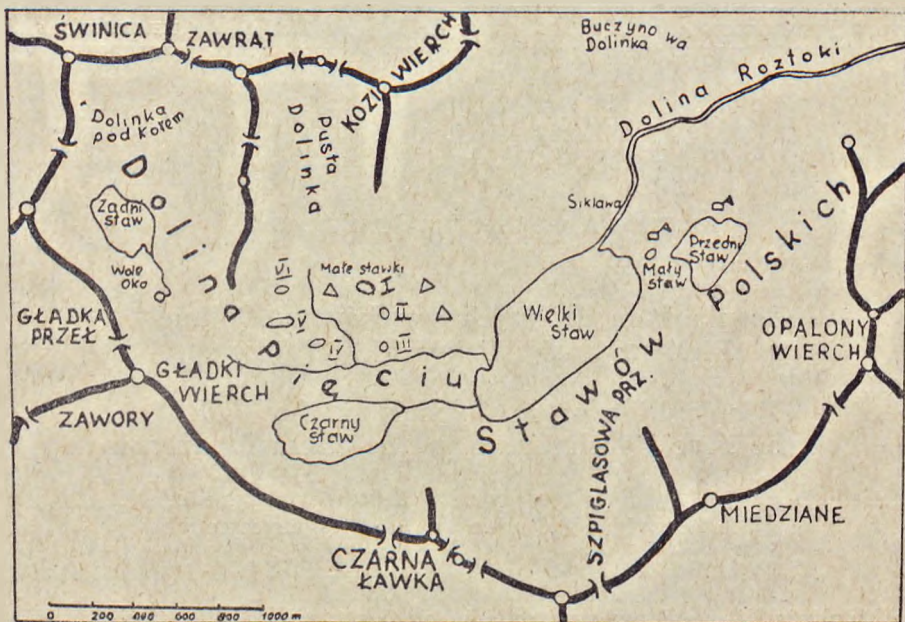 ŚWINICA
ZAWRAT
KOZI WIERCH
Buczynowa
Dolinka
Dolina Roztoki
Dolinka
pod Kołem
Pusta
Dolinka
Siklawa
Zadni
staw
Wole
Oko
Małe stawki
I
II
III
IV
V
VI
Wielki
Staw
Mały
staw
Przedni
Staw
Czarny
staw
Dolina Pięciu Stawów Polskich
GŁADKA
PRZEŁ
GŁADKI
WIERCH
ZAWORY
OPALONY
WIERCH
SZPIGLASOWA PRZ.
MIEDZIANE
CZARNA
ŁAWKA
0 200 400 600 800 1000 m